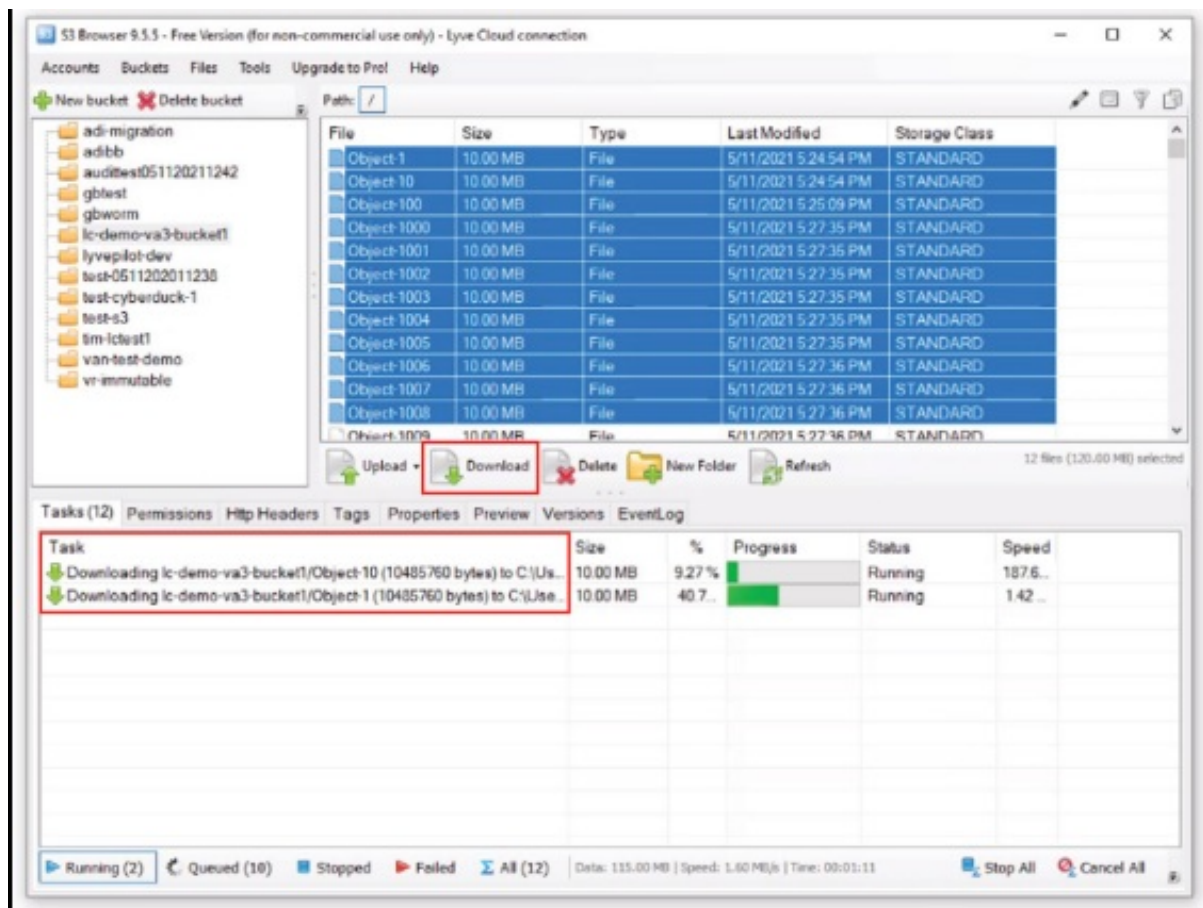 S3 Browser 9.5.5 - Free Version (for non-commercial use only) - Lyve Cloud connection
Accounts Buckets Files Tools Upgrade to Pro! Help
New bucket Delete bucket
Path: /
adi-migration
adibb
audittest051120211242
gbtest
gbworm
lc-demo-va3-bucket1
lyvepilot-dev
test-0511202011238
test-cyberduck-1
test-s3
tim-lctest1
van-test-demo
vr-immutable
File Size Type Last Modified Storage Class
Object-1 10.00 MB File 5/11/2021 5:24:54 PM STANDARD
Object-10 10.00 MB File 5/11/2021 5:24:54 PM STANDARD
Object-100 10.00 MB File 5/11/2021 5:25:09 PM STANDARD
Object-1000 10.00 MB File 5/11/2021 5:27:35 PM STANDARD
Object-1001 10.00 MB File 5/11/2021 5:27:35 PM STANDARD
Object-1002 10.00 MB File 5/11/2021 5:27:35 PM STANDARD
Object-1003 10.00 MB File 5/11/2021 5:27:35 PM STANDARD
Object-1004 10.00 MB File 5/11/2021 5:27:35 PM STANDARD
Object-1005 10.00 MB File 5/11/2021 5:27:35 PM STANDARD
Object-1006 10.00 MB File 5/11/2021 5:27:36 PM STANDARD
Object-1007 10.00 MB File 5/11/2021 5:27:36 PM STANDARD
Object-1008 10.00 MB File 5/11/2021 5:27:36 PM STANDARD
Object-1009 10.00 MB File 5/11/2021 5:27:36 PM STANDARD
Upload Download Delete New Folder Refresh 12 files (120.00 MB) selected
Tasks (12) Permissions Http Headers Tags Properties Preview Versions EventLog
Task Size % Progress Status Speed
Downloading lc-demo-va3-bucket1/Object-10 (10485760 bytes) to C:\Us... 10.00 MB 9.27 % Running 187.6...
Downloading lc-demo-va3-bucket1/Object-1 (10485760 bytes) to C:\Use... 10.00 MB 40.7... Running 1.42 ...
Running (2) Queued (10) Stopped Failed All (12) Data: 115.00 MB | Speed: 1.60 MB/s | Time: 00:01:11 Stop All Cancel All